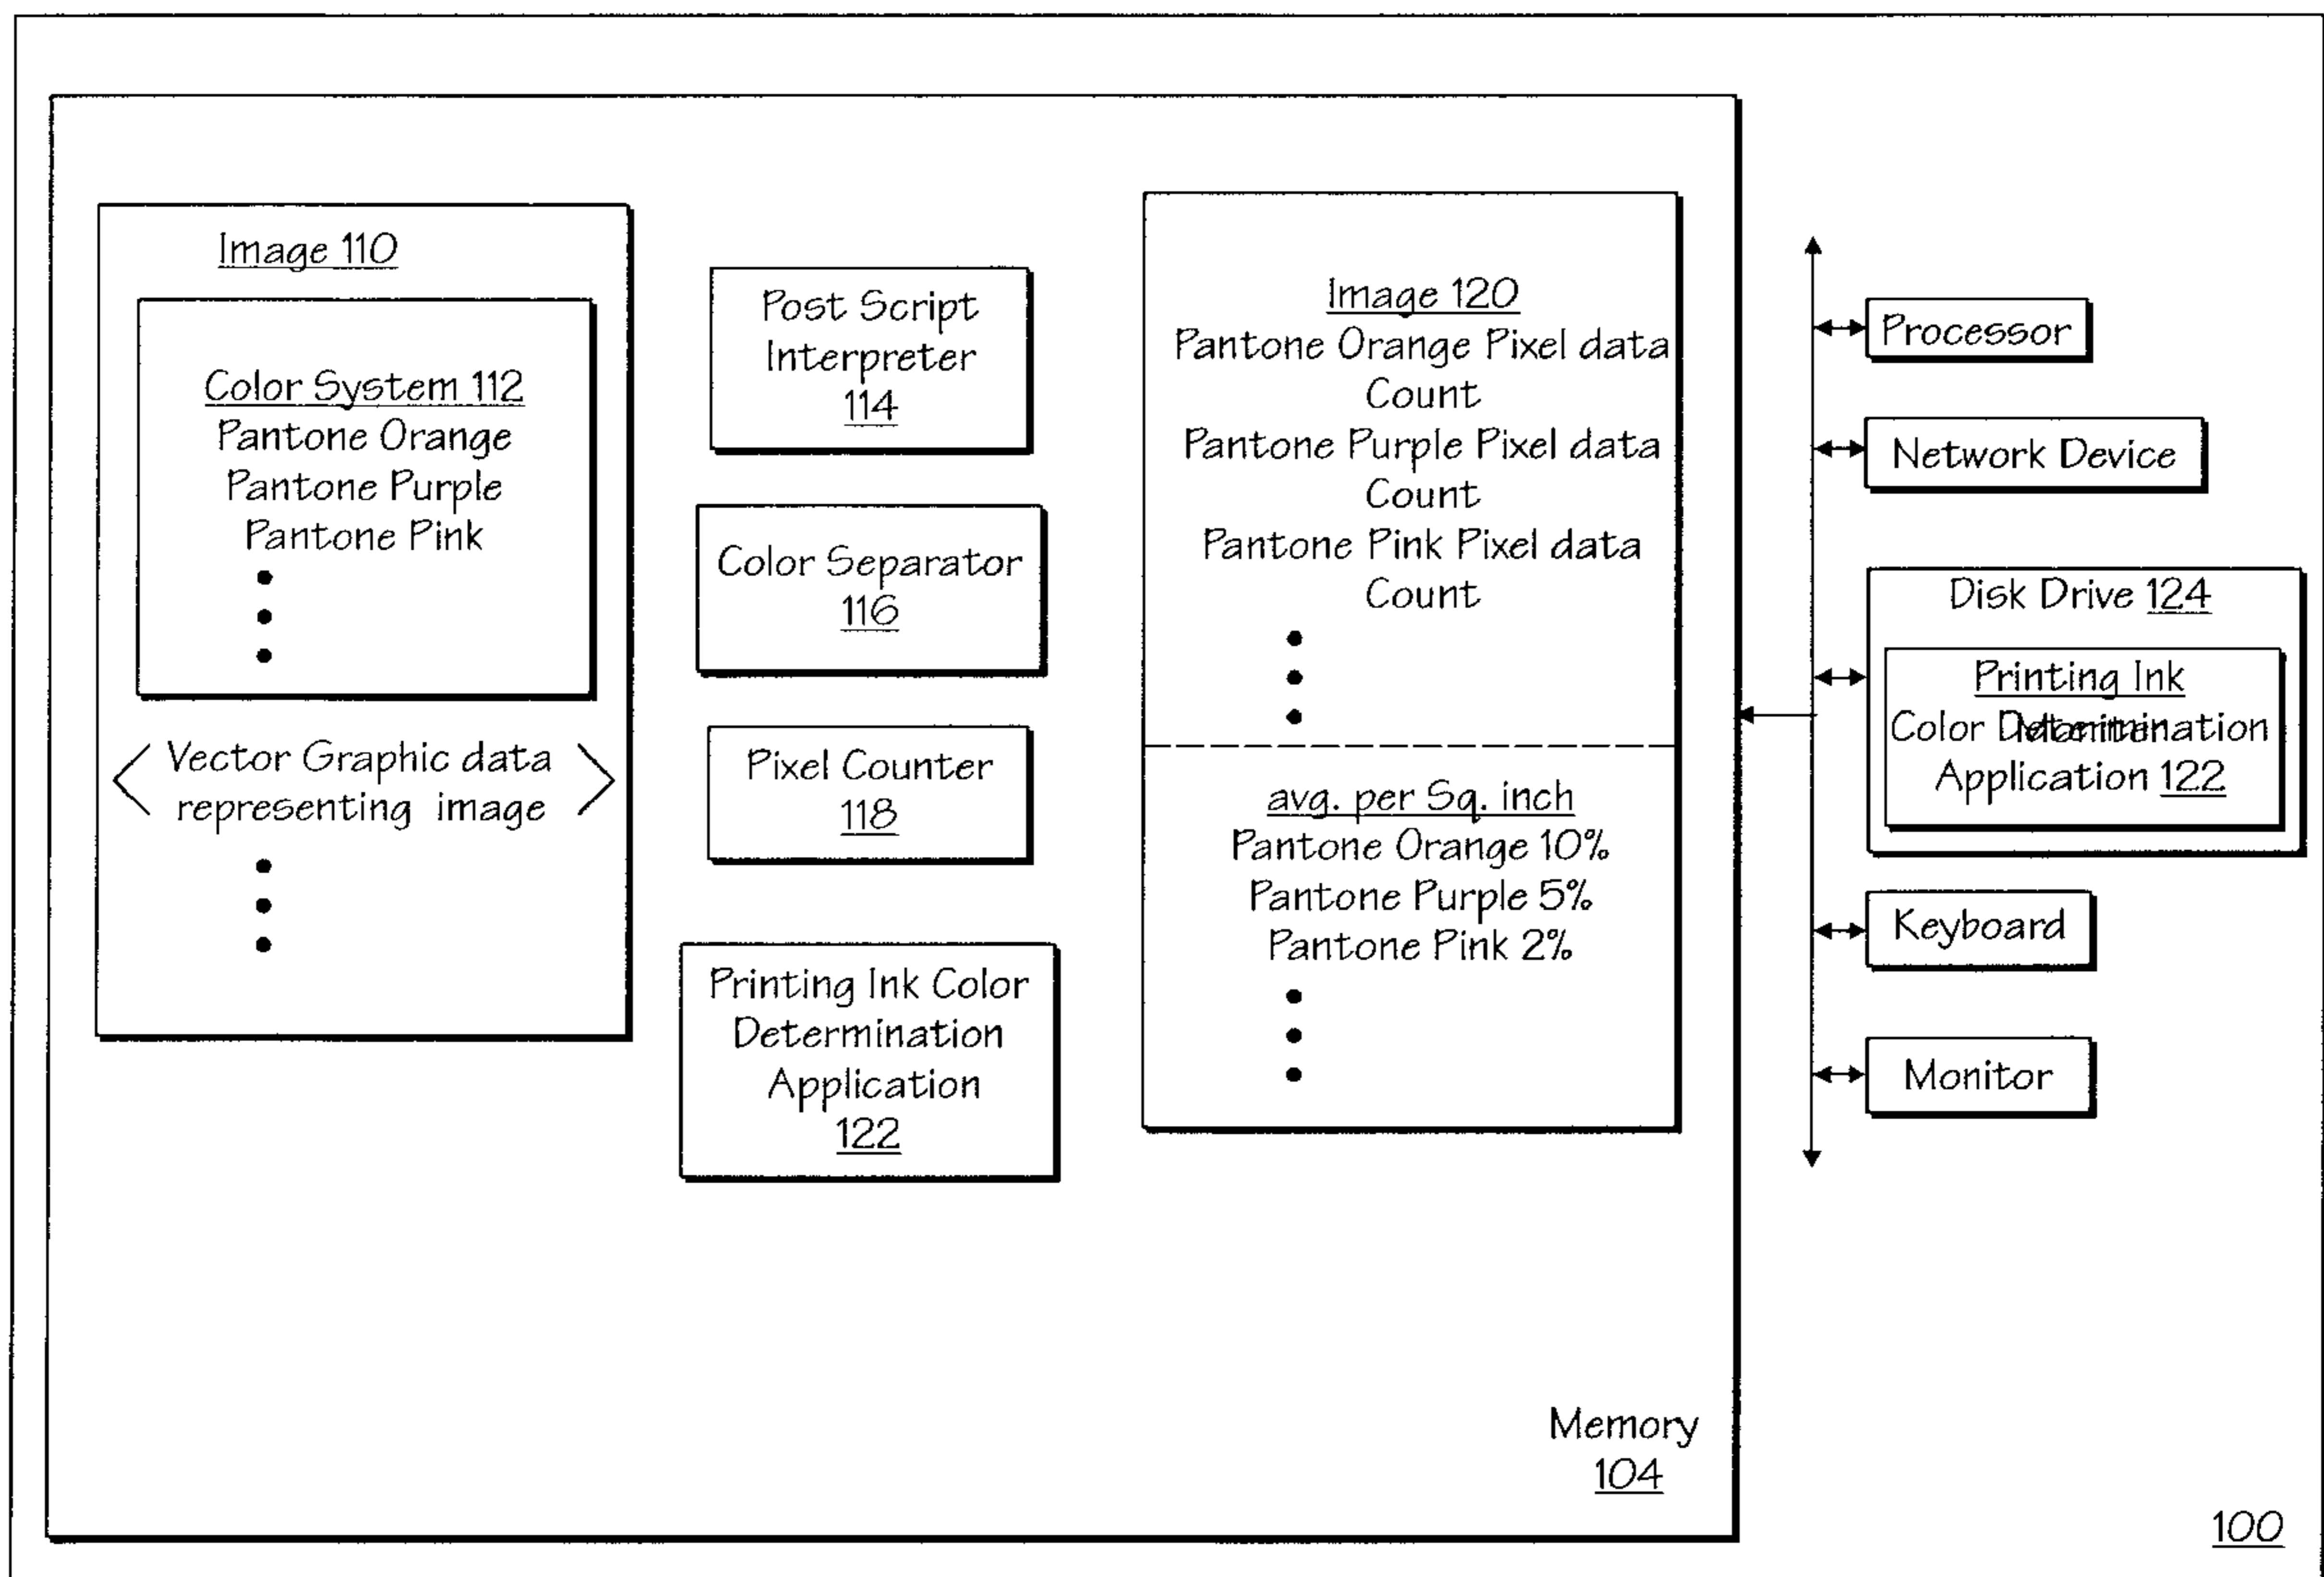 Image 110
Color System 112
Pantone Orange
Pantone Purple
Pantone Pink
Vector Graphic data
representing image
Post Script
Interpreter
114
Color Separator
116
Pixel Counter
118
Printing Ink Color
Determination
Application
122
Image 120
Pantone Orange Pixel data
Count
Pantone Purple Pixel data
Count
Pantone Pink Pixel data
Count
avg. per Sq. inch
Pantone Orange 10%
Pantone Purple 5%
Pantone Pink 2%
Memory
104
Processor
Network Device
Disk Drive 124
Printing Ink
Color Determination
Monitor
Application 122
Keyboard
Monitor
100